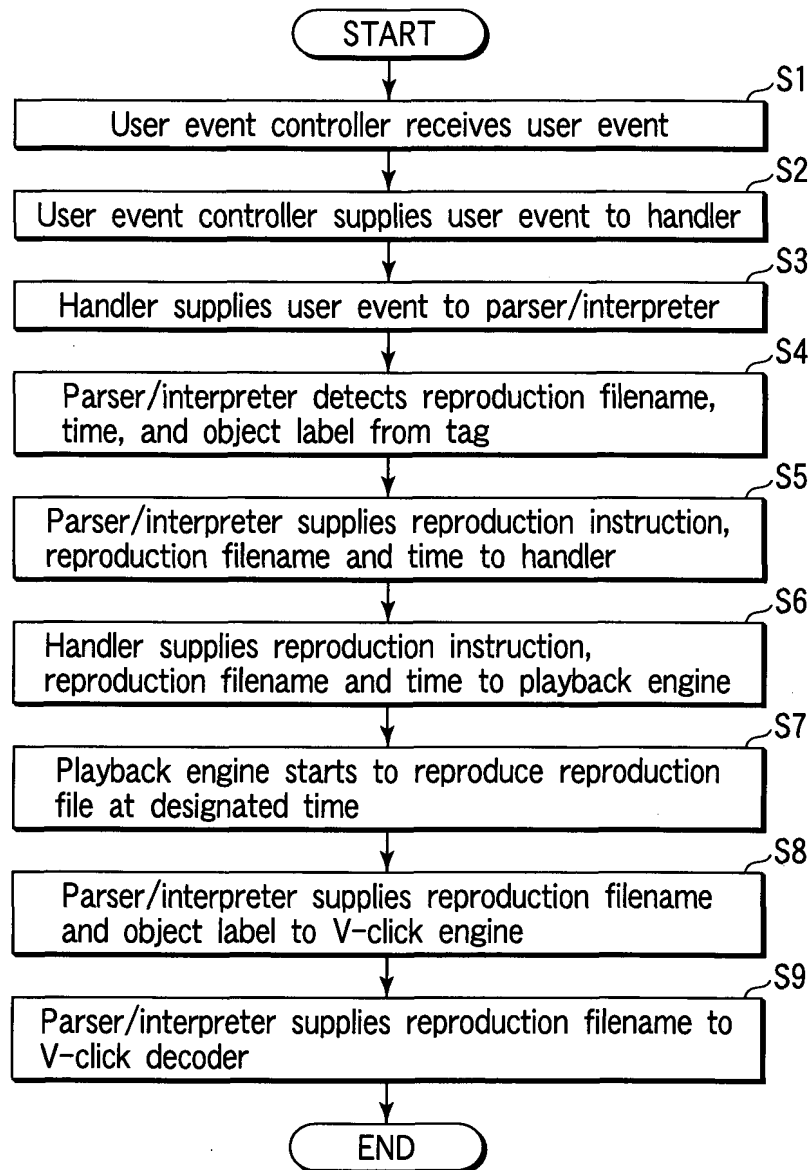 START
S1
User event controller receives user event
S2
User event controller supplies user event to handler
S3
Handler supplies user event to parser/interpreter
S4
Parser/interpreter detects reproduction filename,
time, and object label from tag
S5
Parser/interpreter supplies reproduction instruction,
reproduction filename and time to handler
S6
Handler supplies reproduction instruction,
reproduction filename and time to playback engine
S7
Playback engine starts to reproduce reproduction
file at designated time
S8
Parser/interpreter supplies reproduction filename
and object label to V-click engine
S9
Parser/interpreter supplies reproduction filename to
V-click decoder
END